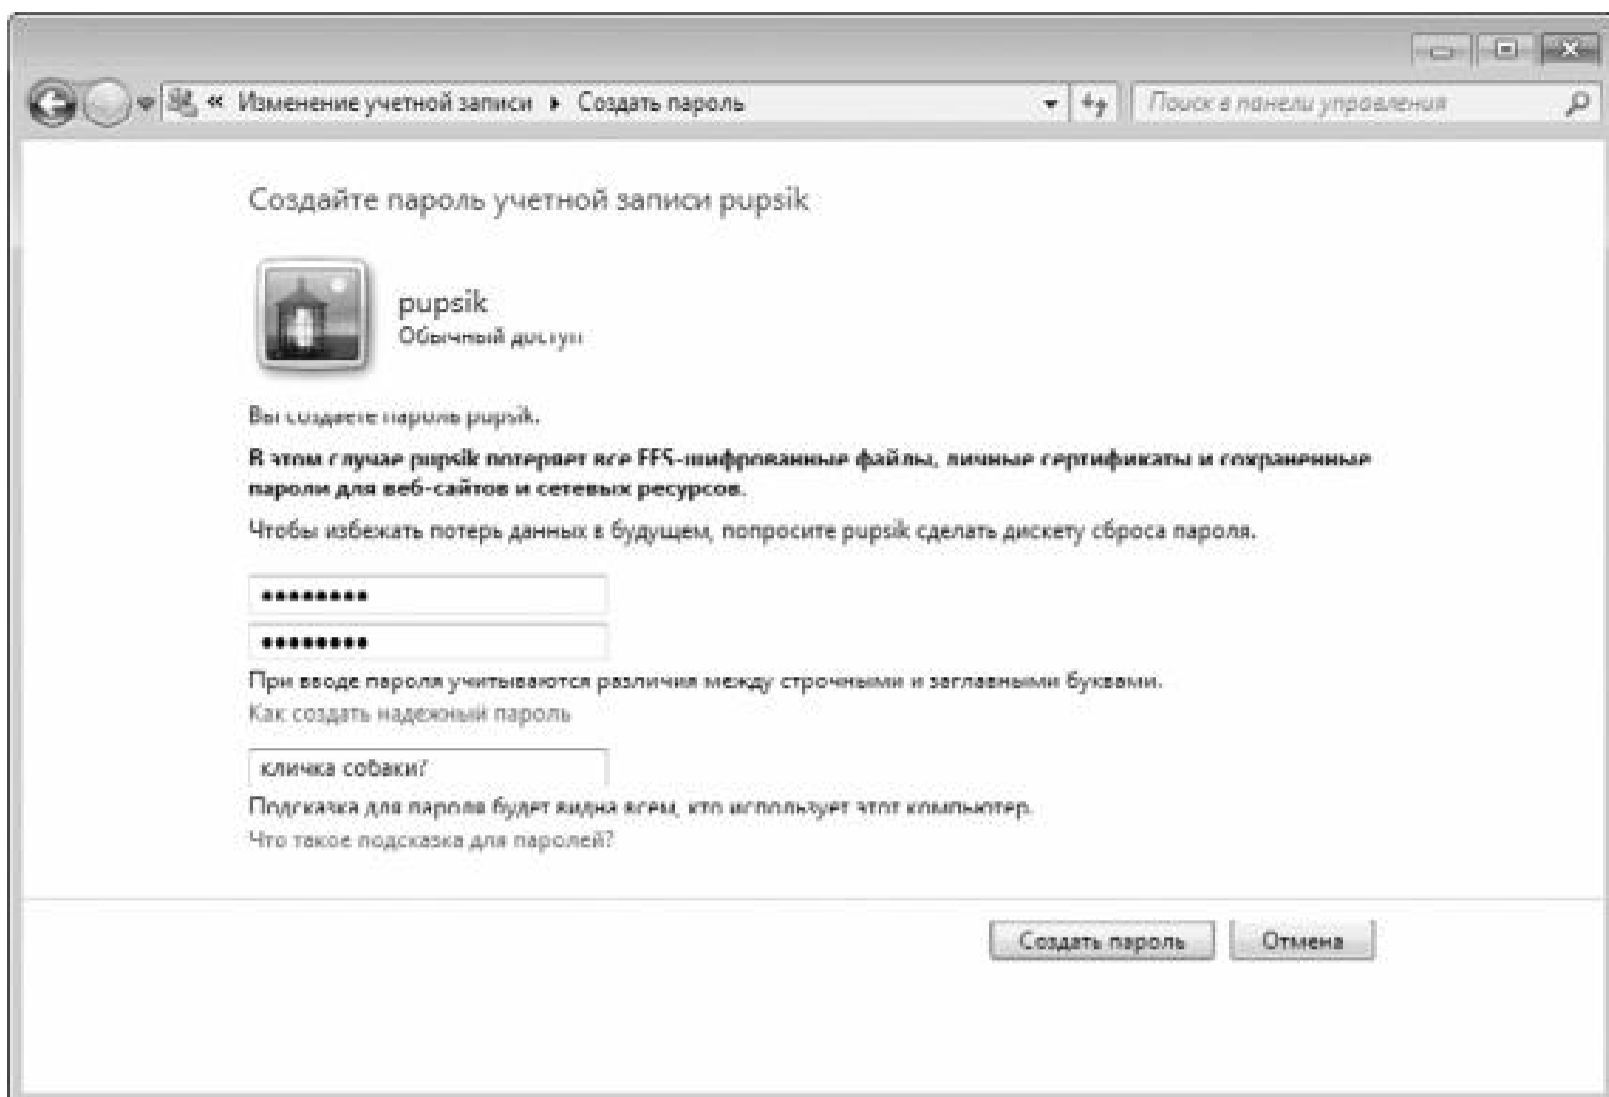 « Изменение учетной записи ▸ Создать пароль
Поиск в панели управления
Создайте пароль учетной записи pupsik
pupsik
Обычный доступ
Вы создаете пароль pupsik.
В этом случае pupsik потеряет все EFS-шифрованные файлы, личные сертификаты и сохраненные
пароли для веб-сайтов и сетевых ресурсов.
Чтобы избежать потерь данных в будущем, попросите pupsik сделать дискету сброса пароля.
••••••••
••••••••
При вводе пароля учитываются различия между строчными и заглавными буквами.
Как создать надежный пароль
кличка собаки?
Подсказка для пароля будет видна всем, кто использует этот компьютер.
Что такое подсказка для паролей?
Создать пароль
Отмена